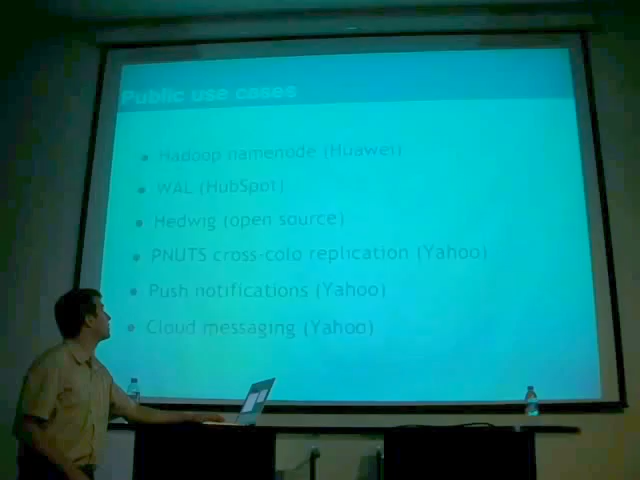 Public use cases
• Hadoop namenode (Huawei)
• WAL (HubSpot)
• Hedwig (open source)
• PNUTS cross-colo replication (Yahoo)
• Push notifications (Yahoo)
• Cloud messaging (Yahoo)